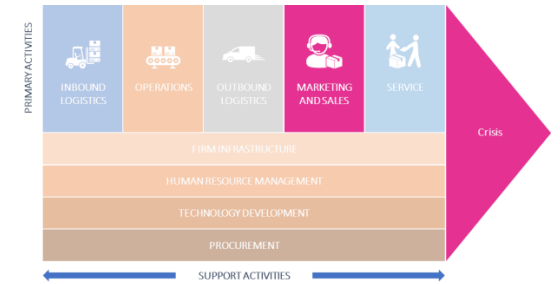 PRIMARY ACTIVITIES
INBOUND
LOGISTICS
OPERATIONS
OUTBOUND
LOGISTICS
MARKETING
AND SALES
SERVICE
Crisis
FIRM INFRASTRUCTURE
HUMAN RESOURCE MANAGEMENT
TECHNOLOGY DEVELOPMENT
PROCUREMENT
SUPPORT ACTIVITIES